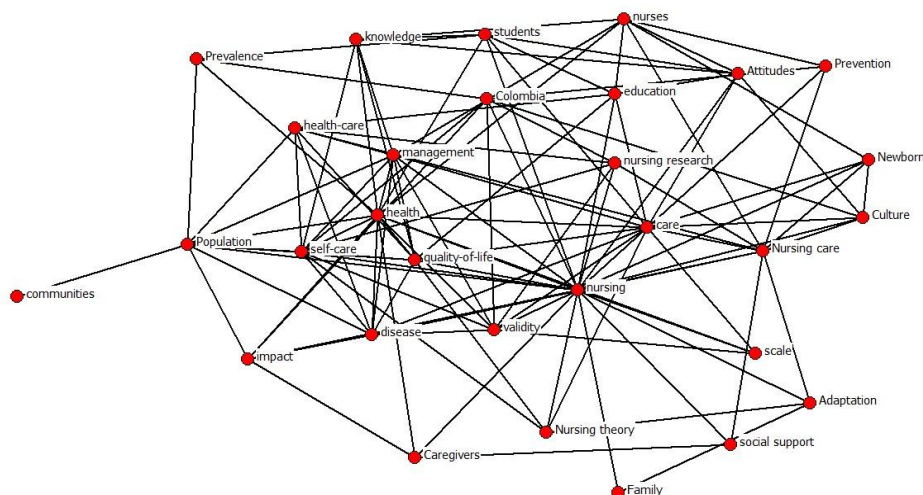 nurses
students
knowledge
Prevalence
Attitudes
Prevention
Colombia
education
health-care
management
nursing research
Newborn
health
care
Culture
Population
self-care
quality-of-life
Nursing care
nursing
communities
disease
validity
impact
scale
Adaptation
Nursing theory
social support
Caregivers
Family